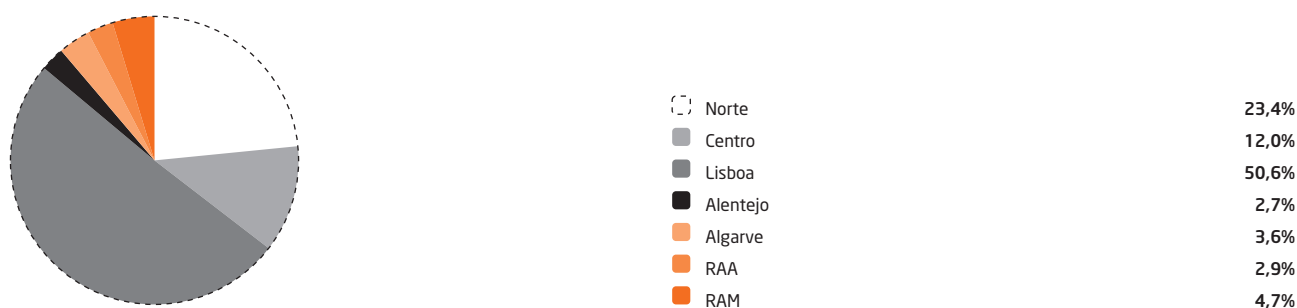 Norte 23,4%
Centro 12,0%
Lisboa 50,6%
Alentejo 2,7%
Algarve 3,6%
RAA 2,9%
RAM 4,7%